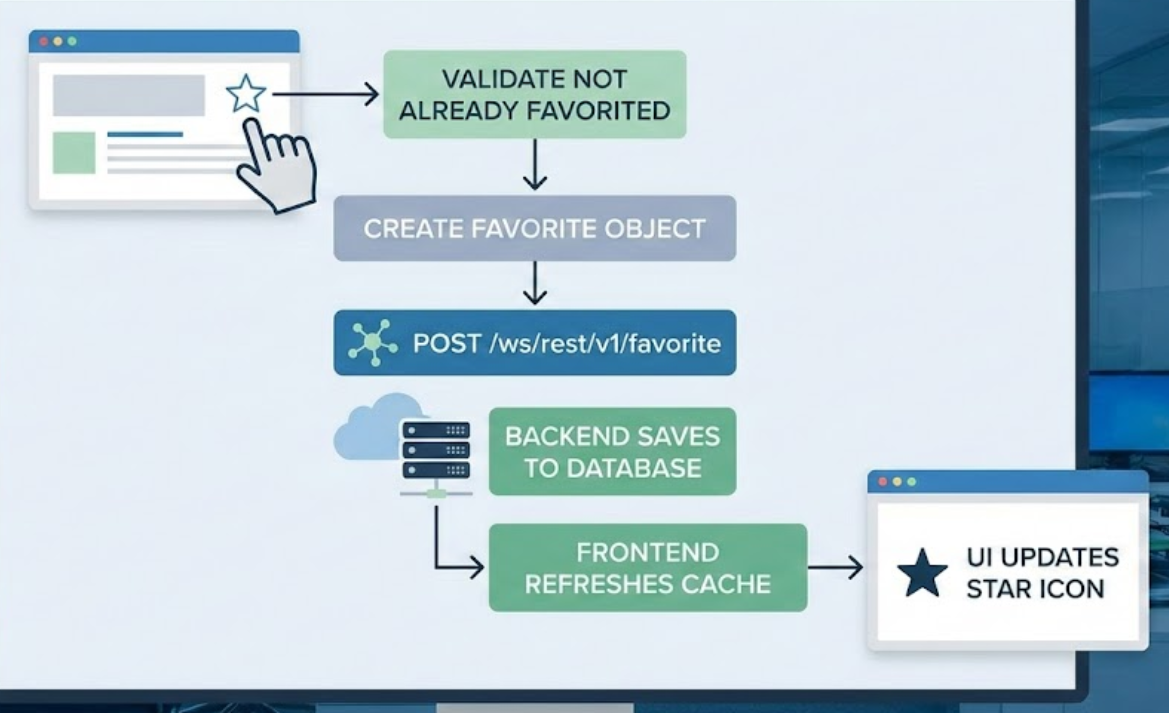 VALIDATE NOT
ALREADY FAVORITED
CREATE FAVORITE OBJECT
POST /ws/rest/v1/favorite
BACKEND SAVES
TO DATABASE
FRONTEND
REFRESHES CACHE
UI UPDATES
STAR ICON